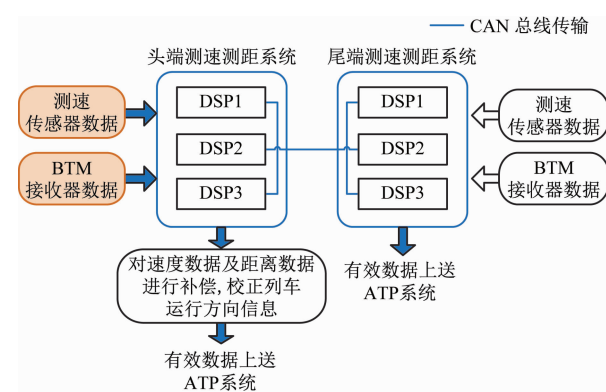 CAN 总线传输
头端测速测距系统
尾端测速测距系统
测速
传感器数据
BTM
接收器数据
DSP1
DSP2
DSP3
DSP1
DSP2
DSP3
测速
传感器数据
BTM
接收器数据
对速度数据及距离数据
进行补偿,校正列车
运行方向信息
有效数据上送
ATP系统
有效数据上送
ATP系统